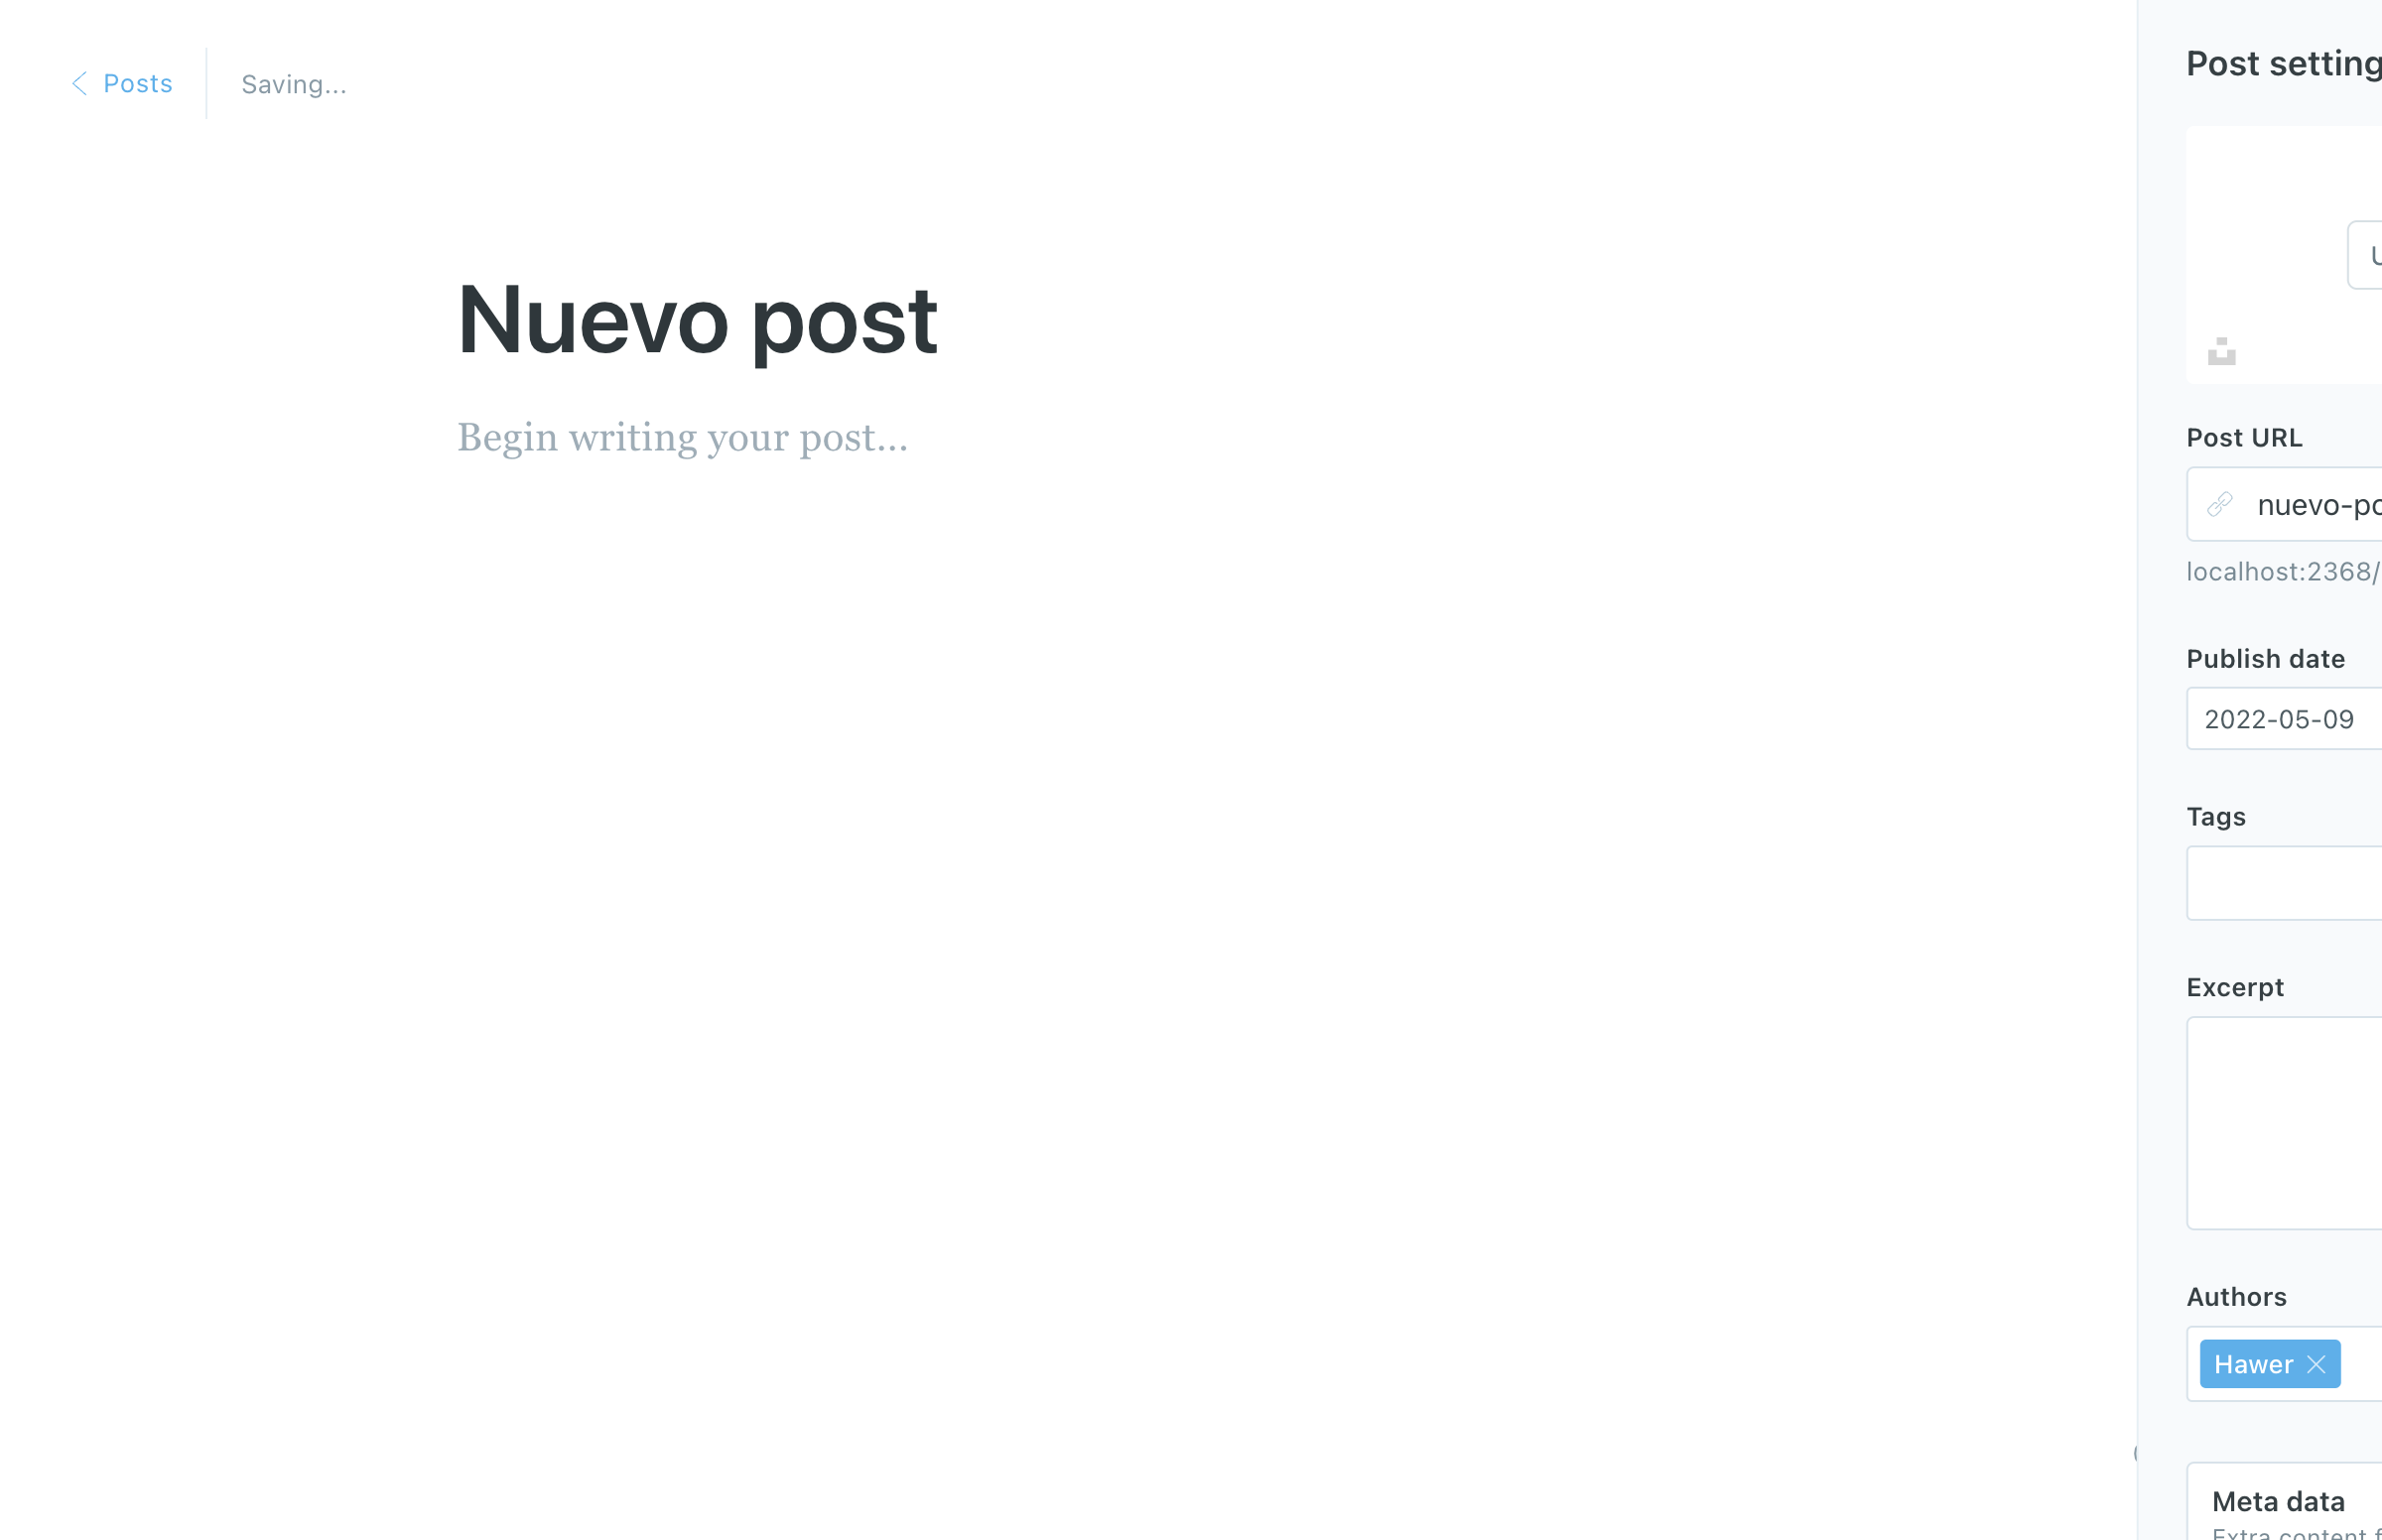 Posts
Saving...
Nuevo post
Begin writing your post...
Post setting
Post URL
nuevo-po
localhost:2368/
Publish date
2022-05-09
Tags
Excerpt
Authors
Hawer
Meta data
Extra content f